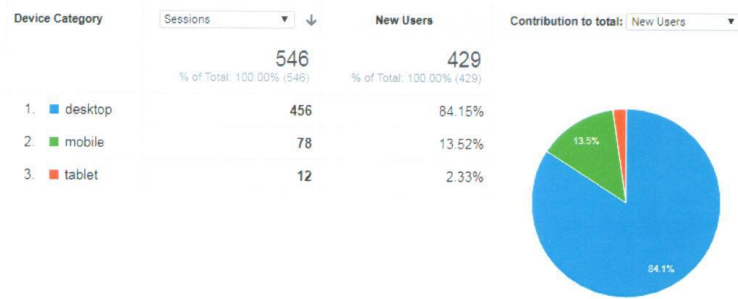 Device Category Sessions New Users Contribution to total: New Users
546 429
% of Total: 100.00% (546) % of Total: 100.00% (429)
1. desktop 456 84.15%
2. mobile 78 13.52%
3. tablet 12 2.33%
13.5%
84.1%